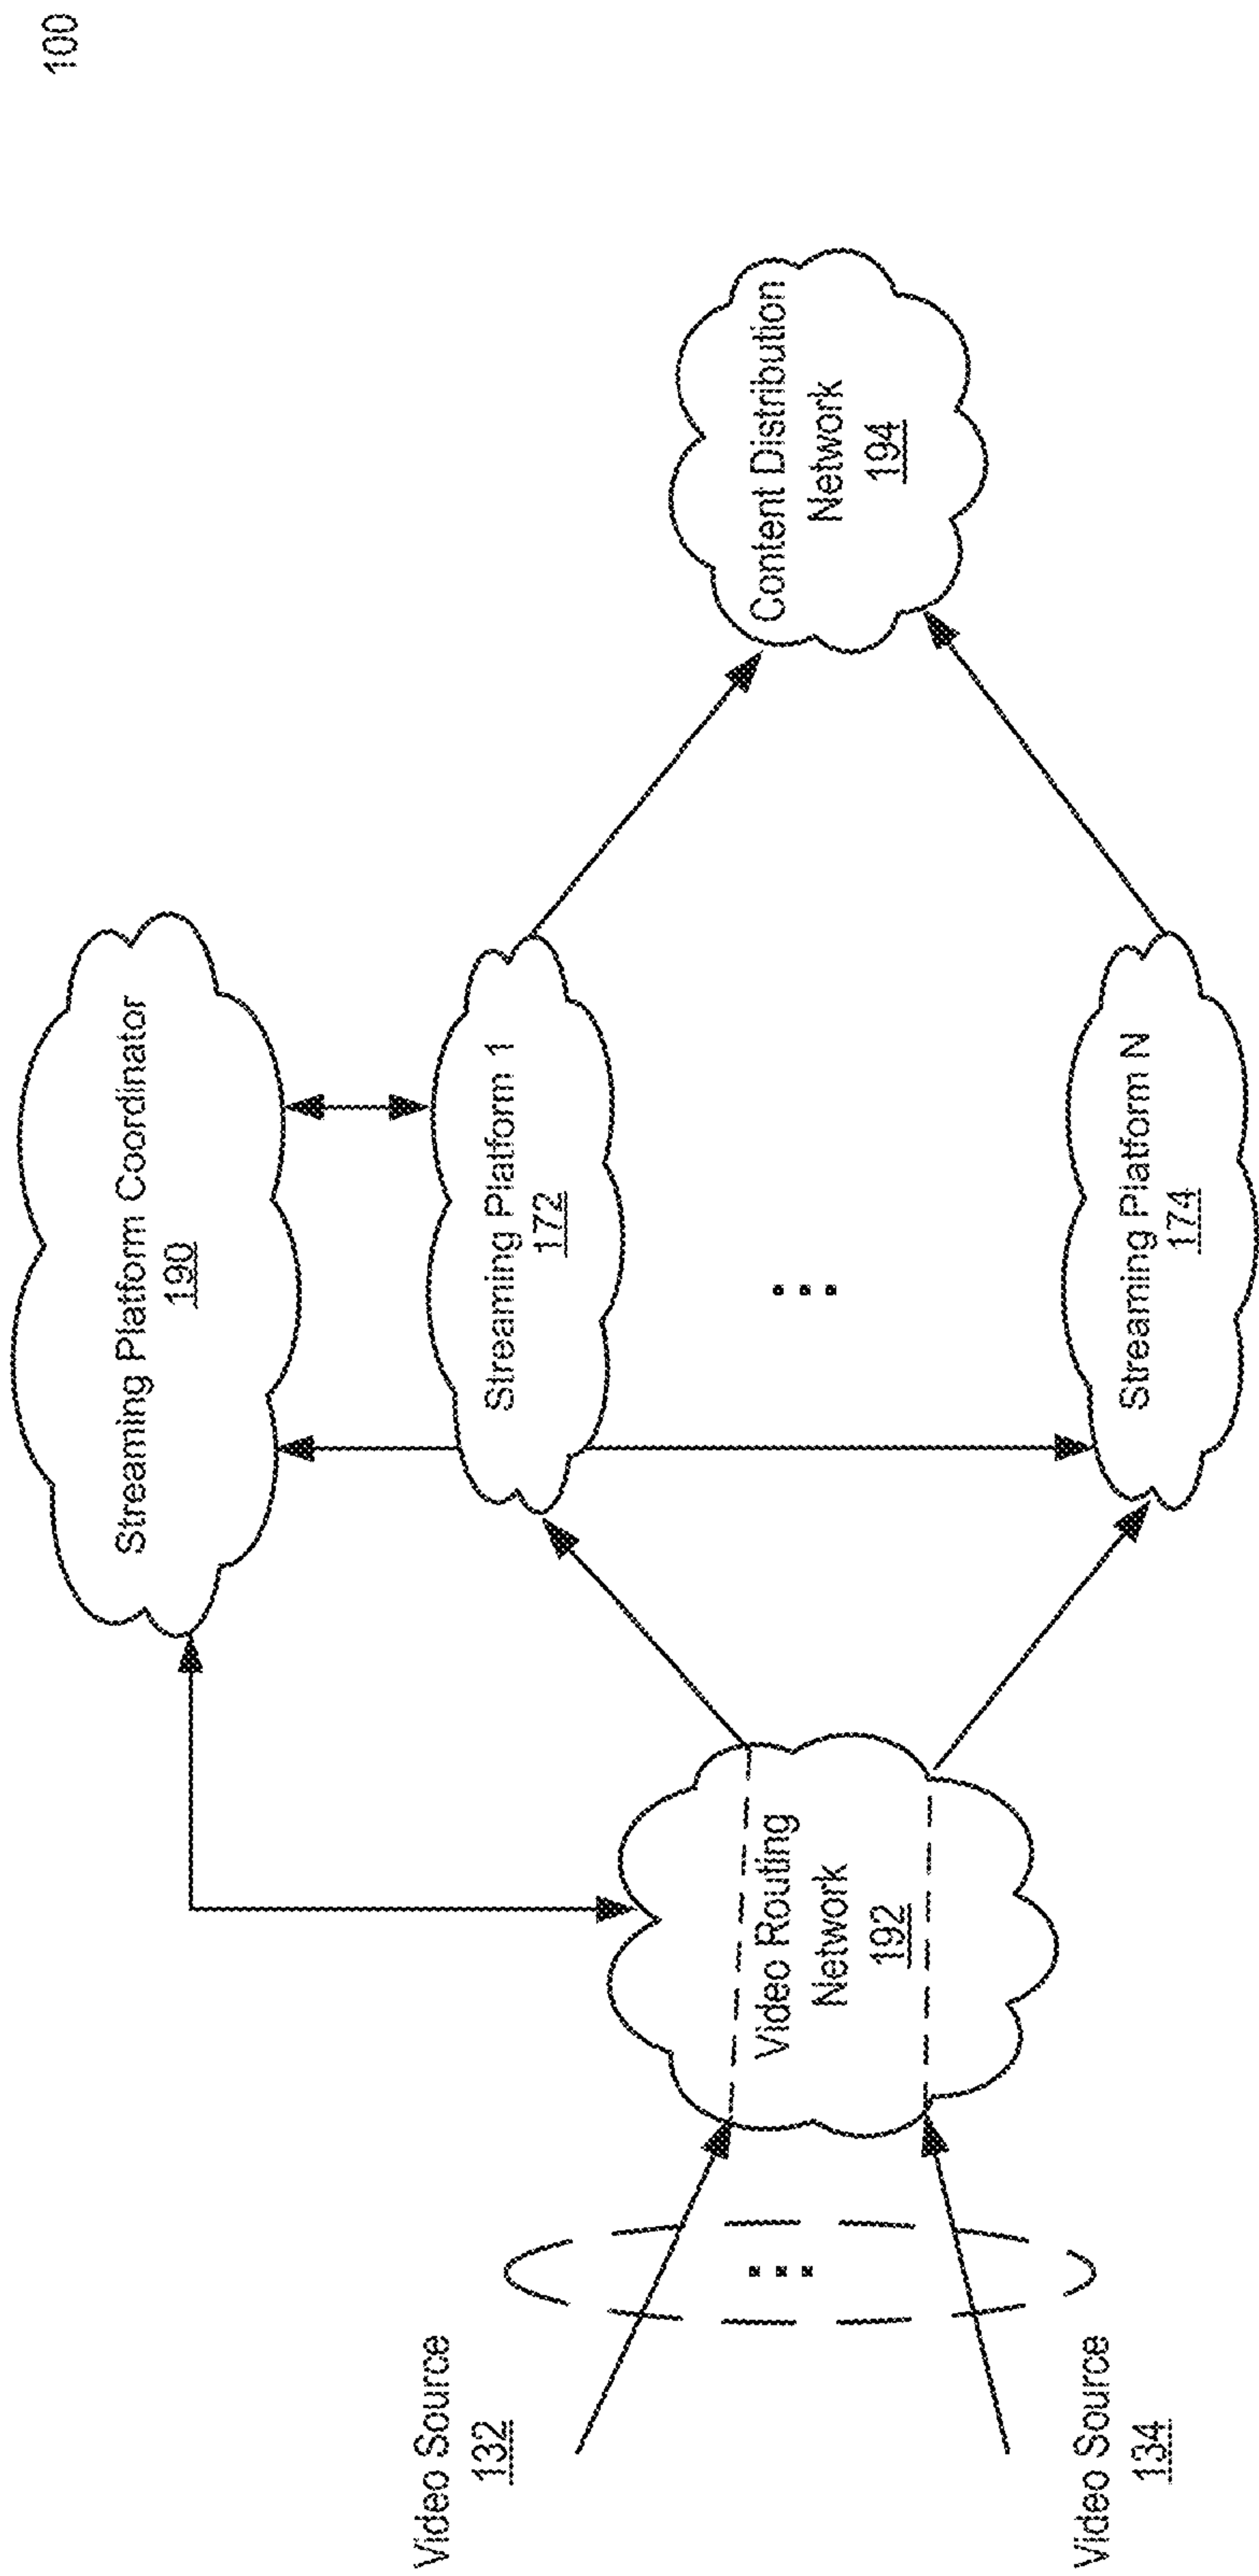 100
Streaming Platform Coordinator
190
Video Source
132
Streaming Platform 1
172
Video Routing
Network
192
...
...
Content Distribution
Network
194
Video Source
134
Streaming Platform N
174